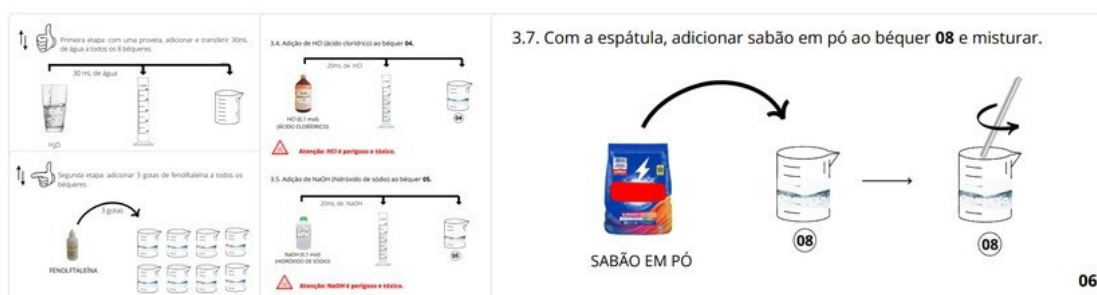 Primeira etapa: com uma proveta, adicionar e transferir 30mL
de água a todos os 8 béqueres.
30 mL de água
H₂O
Segunda etapa: adicionar 3 gotas de fenolftaleína a todos os
béqueres.
3 gotas
FENOLFTALEÍNA
3.4. Adição de HCl (ácido clorídrico) ao béquer 04.
20mL de HCl
HCl (0,1 mol)
(ÁCIDO CLORÍDRICO)
04
Atenção: HCl é perigoso e tóxico.
3.5. Adição de NaOH (hidróxido de sódio) ao béquer 05.
20mL de NaOH
NaOH (0,1 mol)
(HIDRÓXIDO DE SÓDIO)
05
Atenção: NaOH é perigoso e tóxico.
3.7. Com a espátula, adicionar sabão em pó ao béquer 08 e misturar.
SABÃO EM PÓ
08
08
06